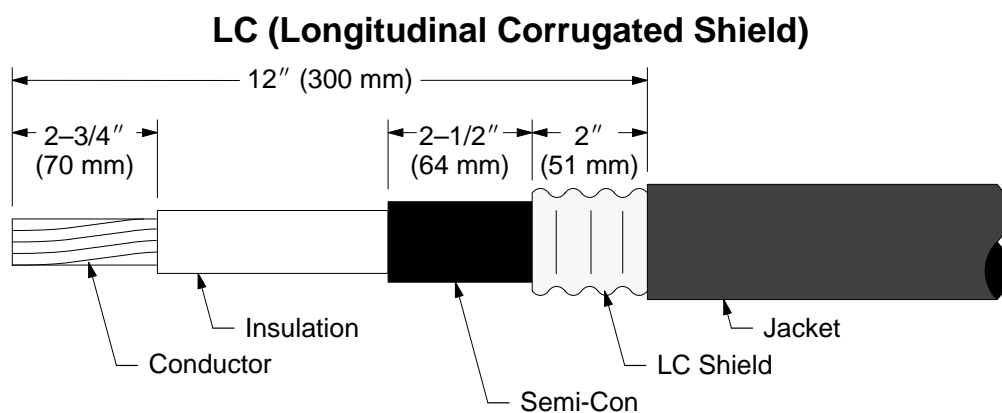 LC (Longitudinal Corrugated Shield)
12″ (300 mm)
2–3/4″
(70 mm)
2–1/2″
(64 mm)
2″
(51 mm)
Insulation
Jacket
Conductor
LC Shield
Semi-Con